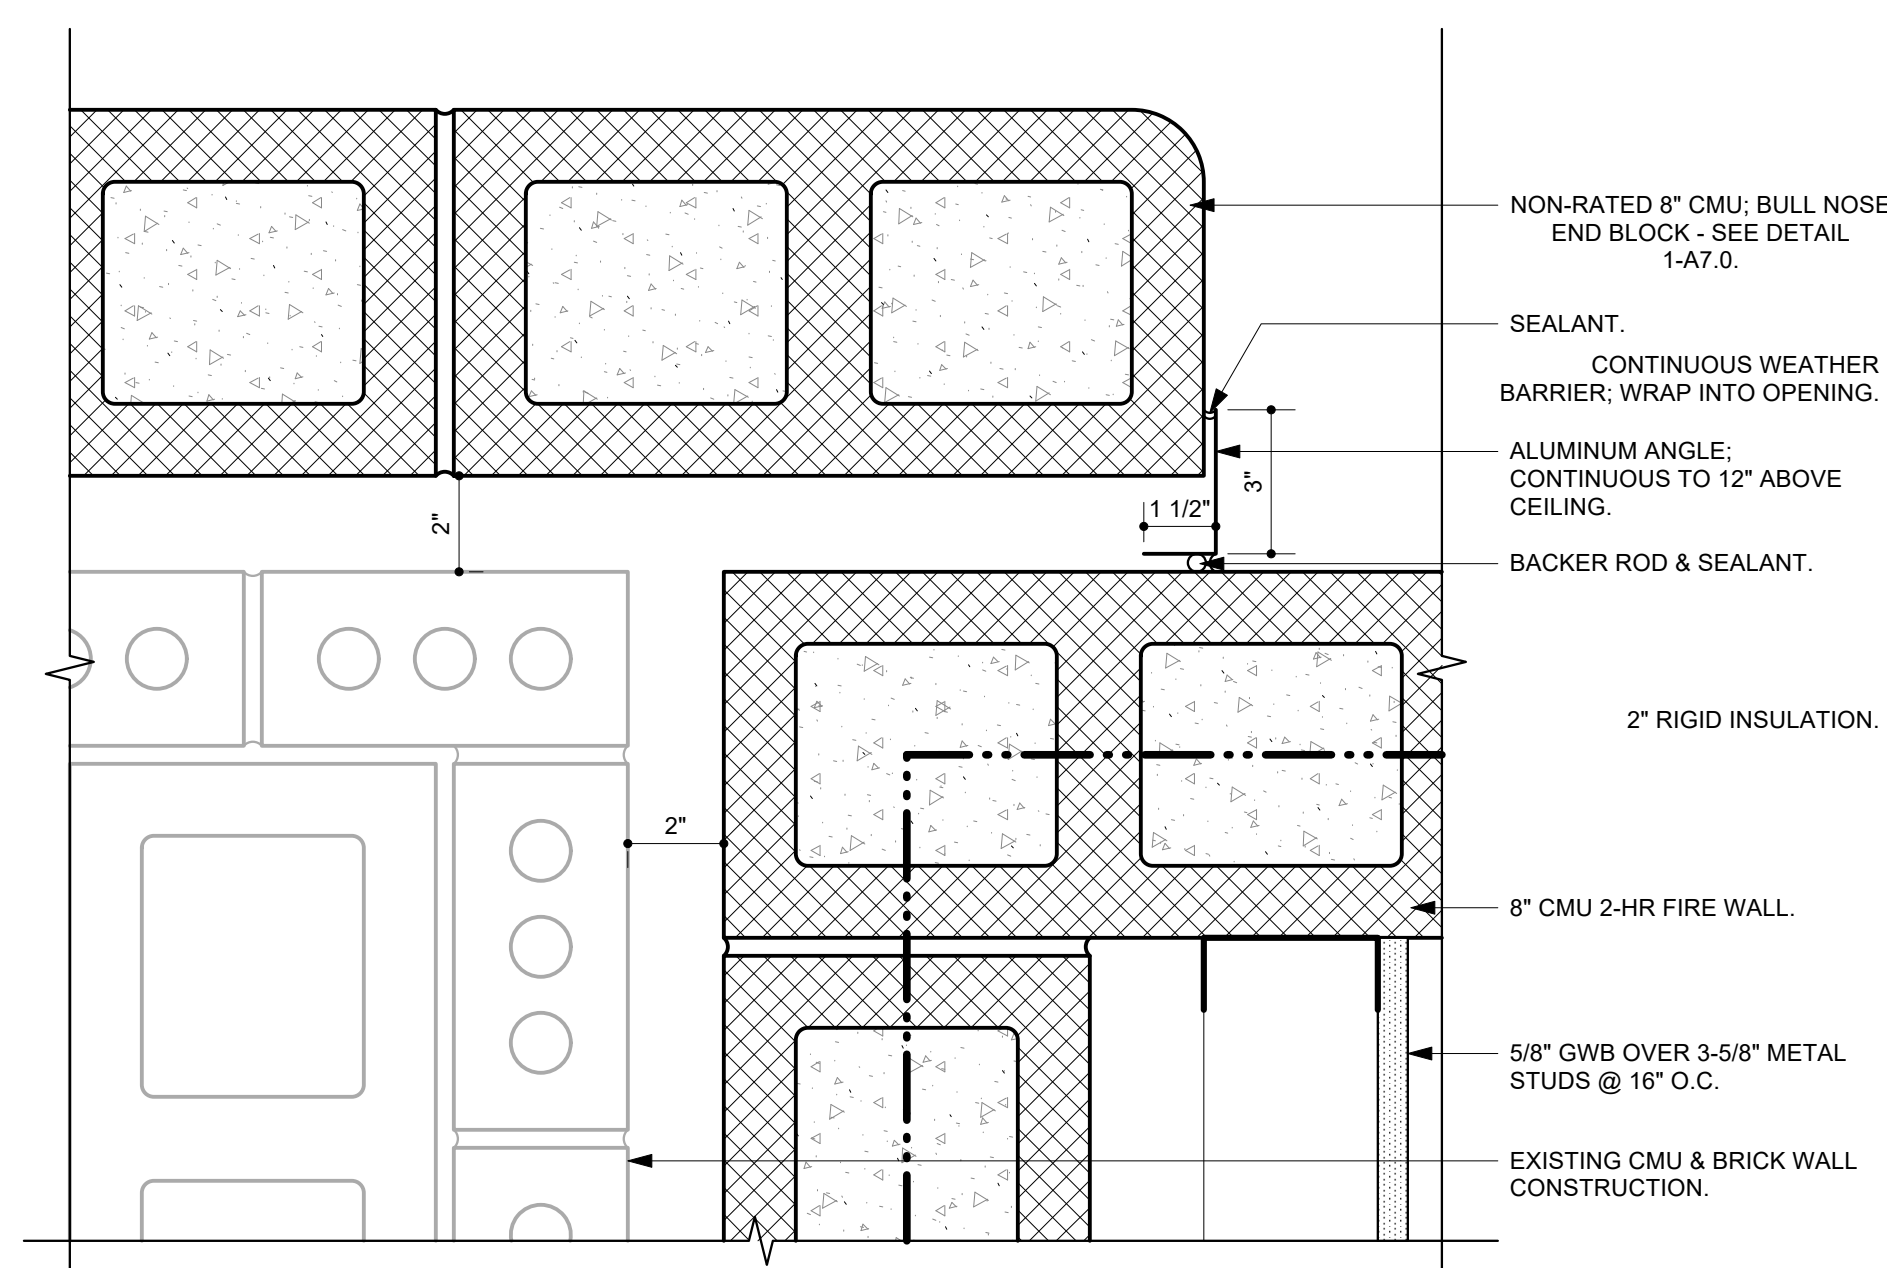 NON-RATED 8" CMU; BULL NOSE
END BLOCK - SEE DETAIL
1-A7.0.
SEALANT.
CONTINUOUS WEATHER
BARRIER; WRAP INTO OPENING.
ALUMINUM ANGLE;
CONTINUOUS TO 12" ABOVE
CEILING.
3"
1 1/2"
2"
BACKER ROD & SEALANT.
2" RIGID INSULATION.
2"
8" CMU 2-HR FIRE WALL.
5/8" GWB OVER 3-5/8" METAL
STUDS @ 16" O.C.
EXISTING CMU & BRICK WALL
CONSTRUCTION.